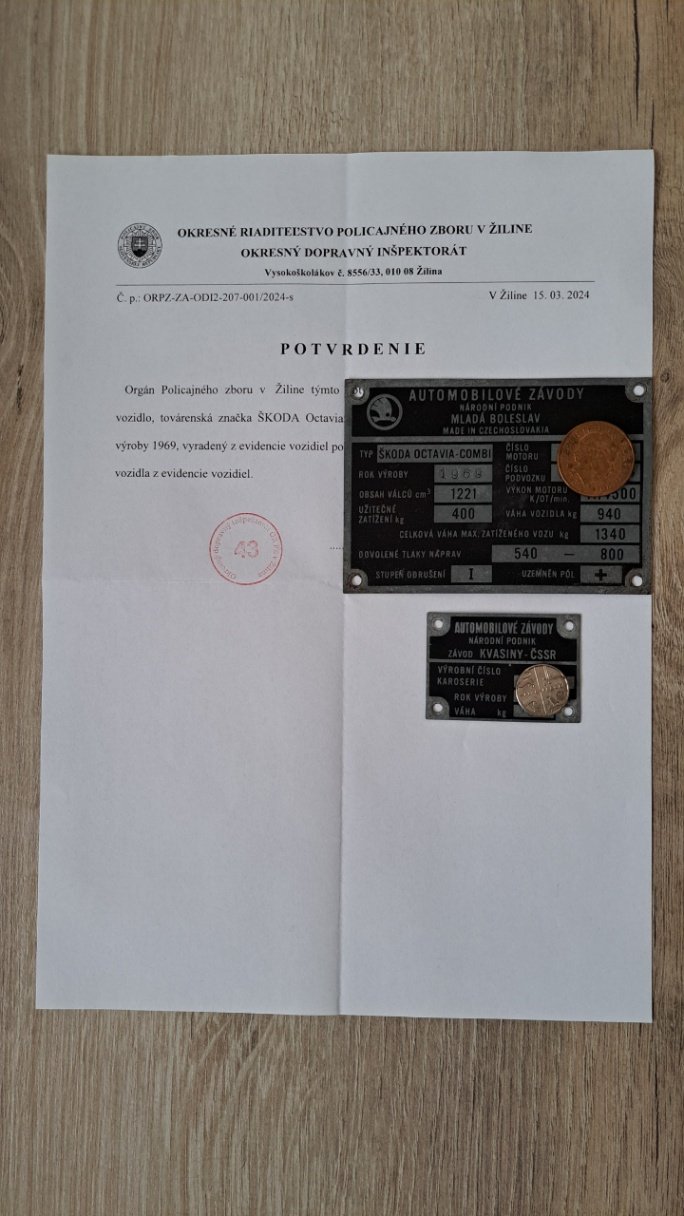 OKRESNÉ RIADITEĽSTVO POLICAJNÉHO ZBORU V ŽILINE
OKRESNÝ DOPRAVNÝ INŠPEKTORÁT
Vysokoškolákov č. 8556/33, 010 08 Žilina
Č. p.: ORPZ-ZA-ODI2-207-001/2024-s V Žiline 15. 03. 2024
POTVRDENIE
Orgán Policajného zboru v Žiline týmto
vozidlo, továrenská značka ŠKODA Octavia
výroby 1969, vyradený z evidencie vozidiel
vozidla z evidencie vozidiel.
43
AUTOMOBILOVÉ ZÁVODY
NÁRODNÍ PODNIK
MLADÁ BOLESLAV
MADE IN CZECHOSLOVAKIA
TYP ŠKODA OCTAVIA-COMBI ČÍSLO MOTORU
ROK VÝROBY 1969 ČÍSLO PODVOZKU
OBSAH VÁLCŮ cm³ 1221 VÝKON MOTORU K/OT/min.
UŽITEČNÉ ZATÍŽENÍ kg 400 VÁHA VOZIDLA kg 940
CELKOVÁ VÁHA MAX. ZATÍŽENÉHO VOZU kg 1340
DOVOLENÉ TLAKY NÁPRAV 540 — 800
STUPEŇ ODRUŠENÍ I UZEMNĚN PÓL +
AUTOMOBILOVÉ ZÁVODY
NÁRODNÍ PODNIK
ZÁVOD KVASINY-ČSSR
VÝROBNÍ ČÍSLO
KAROSERIE
ROK VÝROBY
VÁHA kg